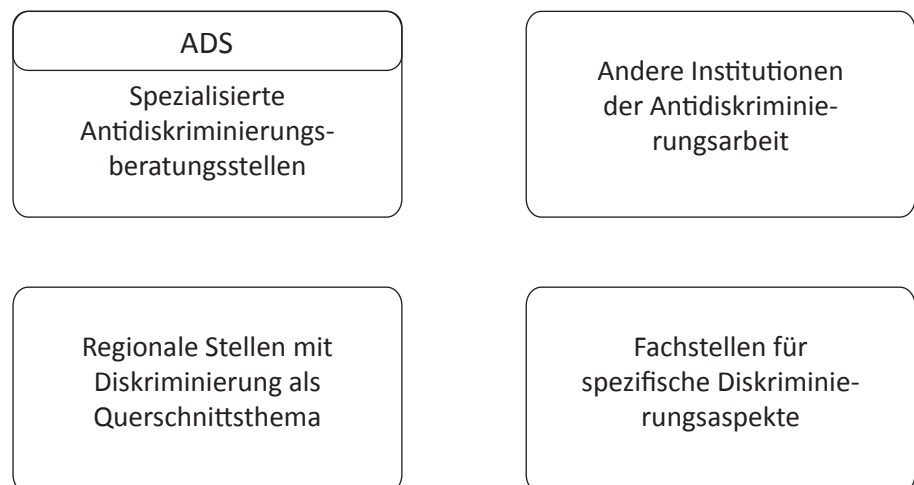 ADS
Spezialisierte
Antidiskriminierungs-
beratungsstellen
Andere Institutionen
der Antidiskriminie-
rungsarbeit
Regionale Stellen mit
Diskriminierung als
Querschnittsthema
Fachstellen für
spezifische Diskriminie-
rungsaspekte